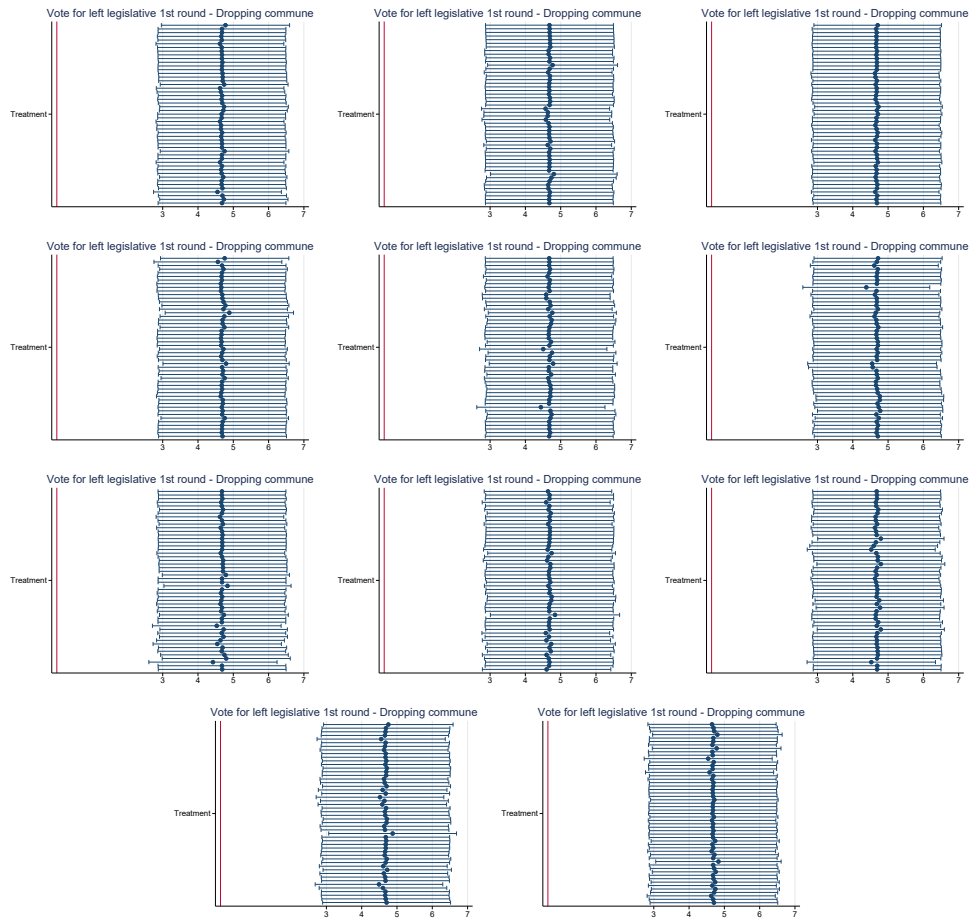 Vote for left legislative 1st round - Dropping commune
Treatment
3 4 5 6 7
Vote for left legislative 1st round - Dropping commune
Treatment
3 4 5 6 7
Vote for left legislative 1st round - Dropping commune
Treatment
3 4 5 6 7
Vote for left legislative 1st round - Dropping commune
Treatment
3 4 5 6 7
Vote for left legislative 1st round - Dropping commune
Treatment
3 4 5 6 7
Vote for left legislative 1st round - Dropping commune
Treatment
3 4 5 6 7
Vote for left legislative 1st round - Dropping commune
Treatment
3 4 5 6 7
Vote for left legislative 1st round - Dropping commune
Treatment
3 4 5 6 7
Vote for left legislative 1st round - Dropping commune
Treatment
3 4 5 6 7
Vote for left legislative 1st round - Dropping commune
Treatment
3 4 5 6 7
Vote for left legislative 1st round - Dropping commune
Treatment
3 4 5 6 7